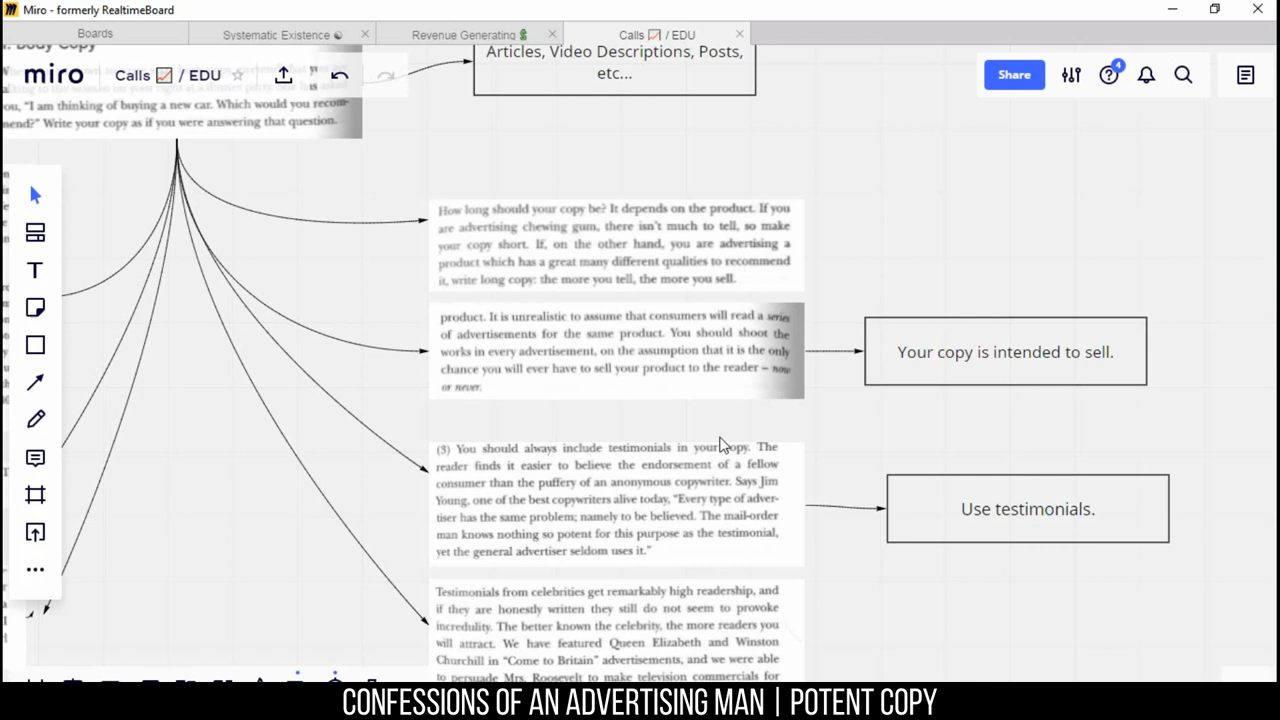 Miro - formerly RealtimeBoard
Boards
Systematic Existence
Revenue Generating
Calls / EDU
Body Copy
miro
Calls / EDU
you, “I am thinking of buying a new car. Which would you recom-
mend?” Write your copy as if you were answering that question.
Articles, Video Descriptions, Posts,
etc...
Share
4
How long should your copy be? It depends on the product. If you
are advertising chewing gum, there isn't much to tell, so make
your copy short. If, on the other hand, you are advertising a
product which has a great many different qualities to recommend
it, write long copy: the more you tell, the more you sell.
product. It is unrealistic to assume that consumers will read a series
of advertisements for the same product. You should shoot the
works in every advertisement, on the assumption that it is the only
chance you will ever have to sell your product to the reader – now
or never.
Your copy is intended to sell.
(3) You should always include testimonials in your copy. The
reader finds it easier to believe the endorsement of a fellow
consumer than the puffery of an anonymous copywriter. Says Jim
Young, one of the best copywriters alive today, “Every type of adver-
tiser has the same problem; namely to be believed. The mail-order
man knows nothing so potent for this purpose as the testimonial,
yet the general advertiser seldom uses it.”
Use testimonials.
Testimonials from celebrities get remarkably high readership, and
if they are honestly written they still do not seem to provoke
incredulity. The better known the celebrity, the more readers you
will attract. We have featured Queen Elizabeth and Winston
Churchill in “Come to Britain” advertisements, and we were able
to persuade Mrs. Roosevelt to make television commercials for
CONFESSIONS OF AN ADVERTISING MAN | POTENT COPY